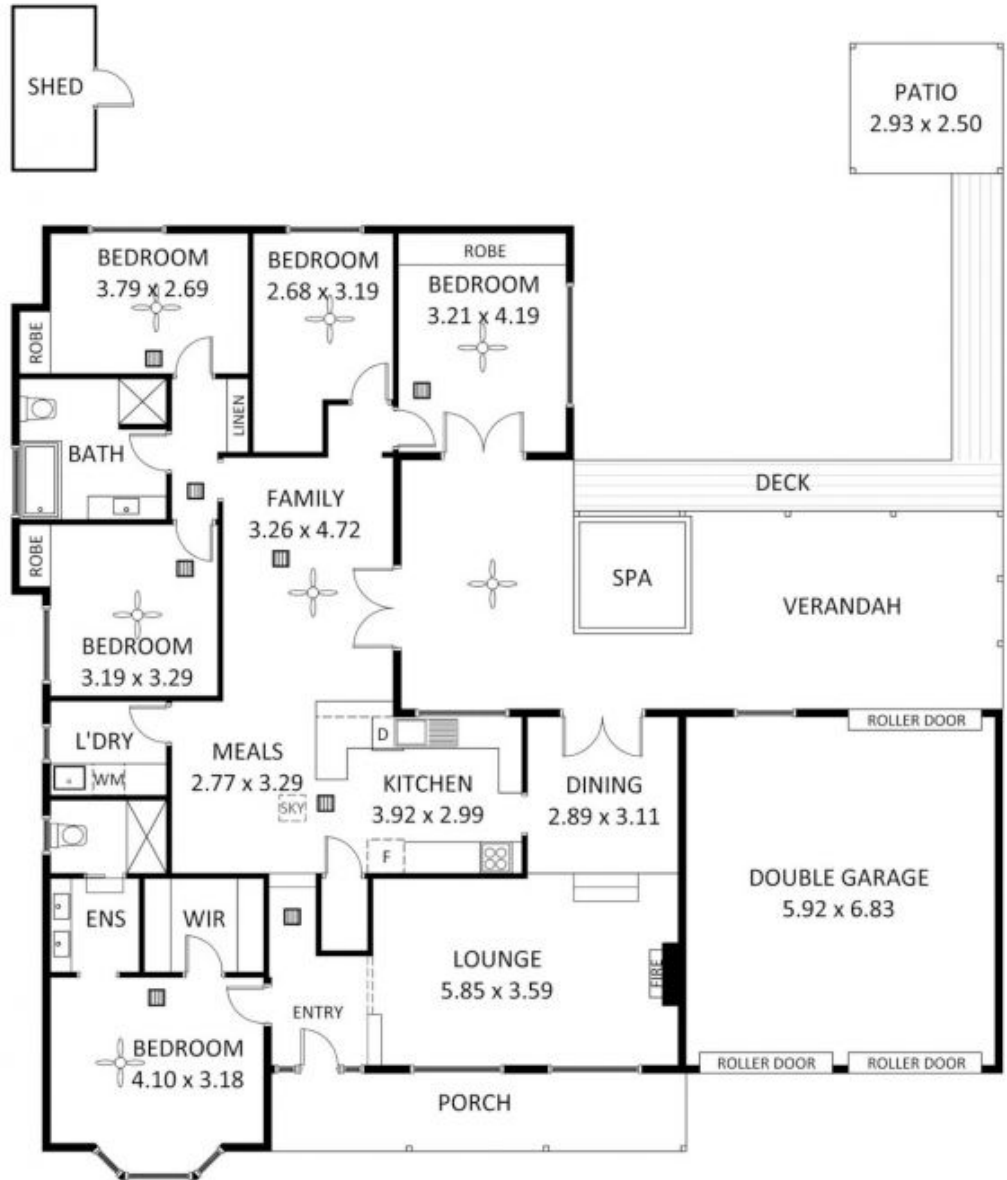 SHED
PATIO
2.93 x 2.50
BEDROOM
3.79 x 2.69
BEDROOM
2.68 x 3.19
ROBE
BEDROOM
3.21 x 4.19
ROBE
LINEN
BATH
FAMILY
3.26 x 4.72
DECK
SPA
VERANDAH
ROBE
BEDROOM
3.19 x 3.29
L'DRY
WM
MEALS
2.77 x 3.29
SKY
D
KITCHEN
3.92 x 2.99
F
DINING
2.89 x 3.11
ROLLER DOOR
DOUBLE GARAGE
5.92 x 6.83
ENS
WIR
LOUNGE
5.85 x 3.59
FIRE
ENTRY
BEDROOM
4.10 x 3.18
ROLLER DOOR
ROLLER DOOR
PORCH